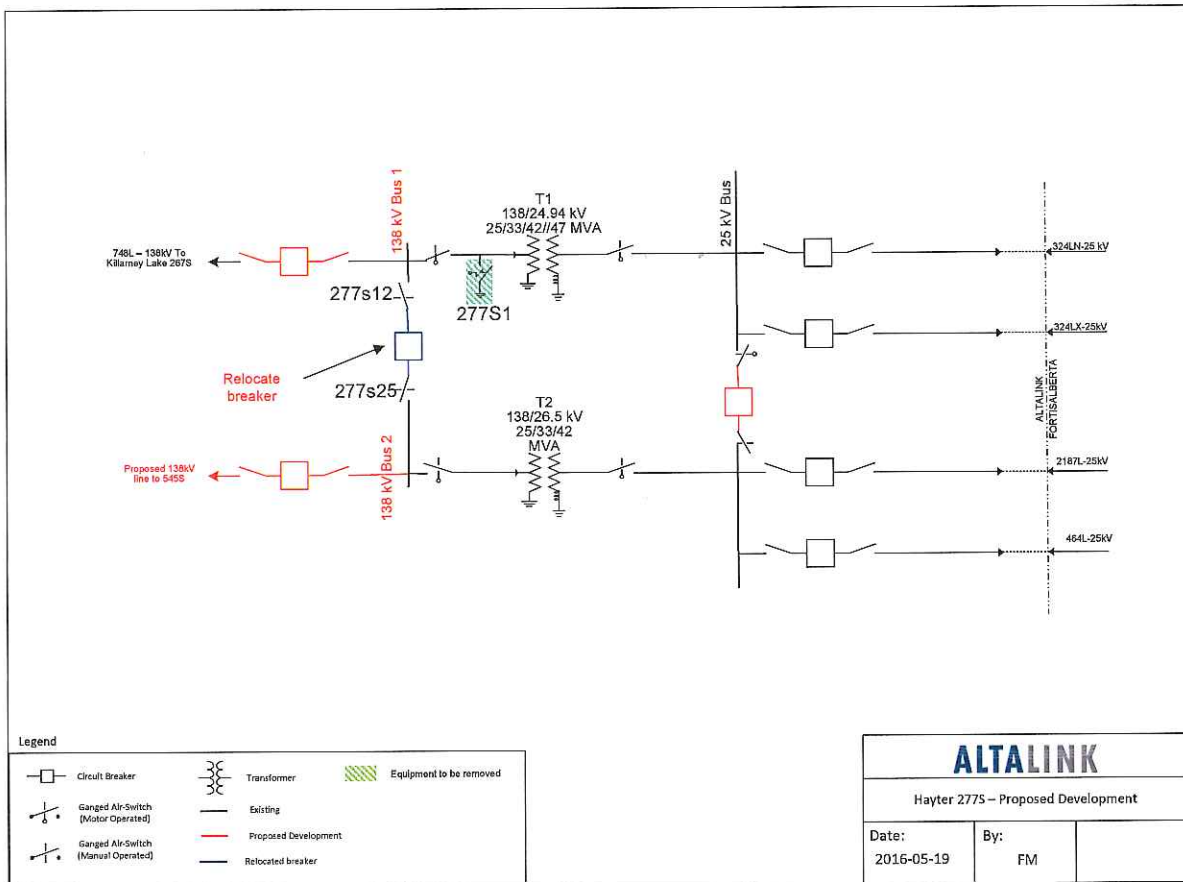 138 kV Bus 1
25 kV Bus
T1
138/24.94 kV
25/33/42//47 MVA
748L – 138kV To
Killarney Lake 267S
324LN-25 kV
277s12
277S1
324LX-25kV
Relocate
breaker
277s25
ALTALINK
FORTISALBERTA
T2
138/26.5 kV
25/33/42
MVA
Proposed 138kV
line to 545S
138 kV Bus 2
2187L-25kV
464L-25kV
Legend
Circuit Breaker
Transformer
Equipment to be removed
Ganged Air-Switch
(Motor Operated)
Existing
Proposed Development
Ganged Air-Switch
(Manual Operated)
Relocated breaker
ALTALINK
Hayter 277S – Proposed Development
Date:
2016-05-19
By:
FM